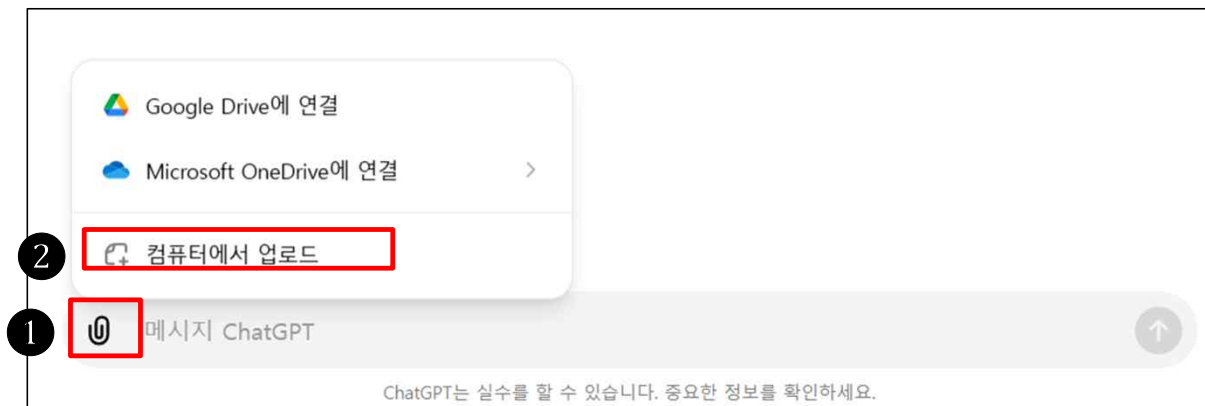 Google Drive에 연결
Microsoft OneDrive에 연결
2 컴퓨터에서 업로드
1 메시지 ChatGPT
ChatGPT는 실수를 할 수 있습니다. 중요한 정보를 확인하세요.